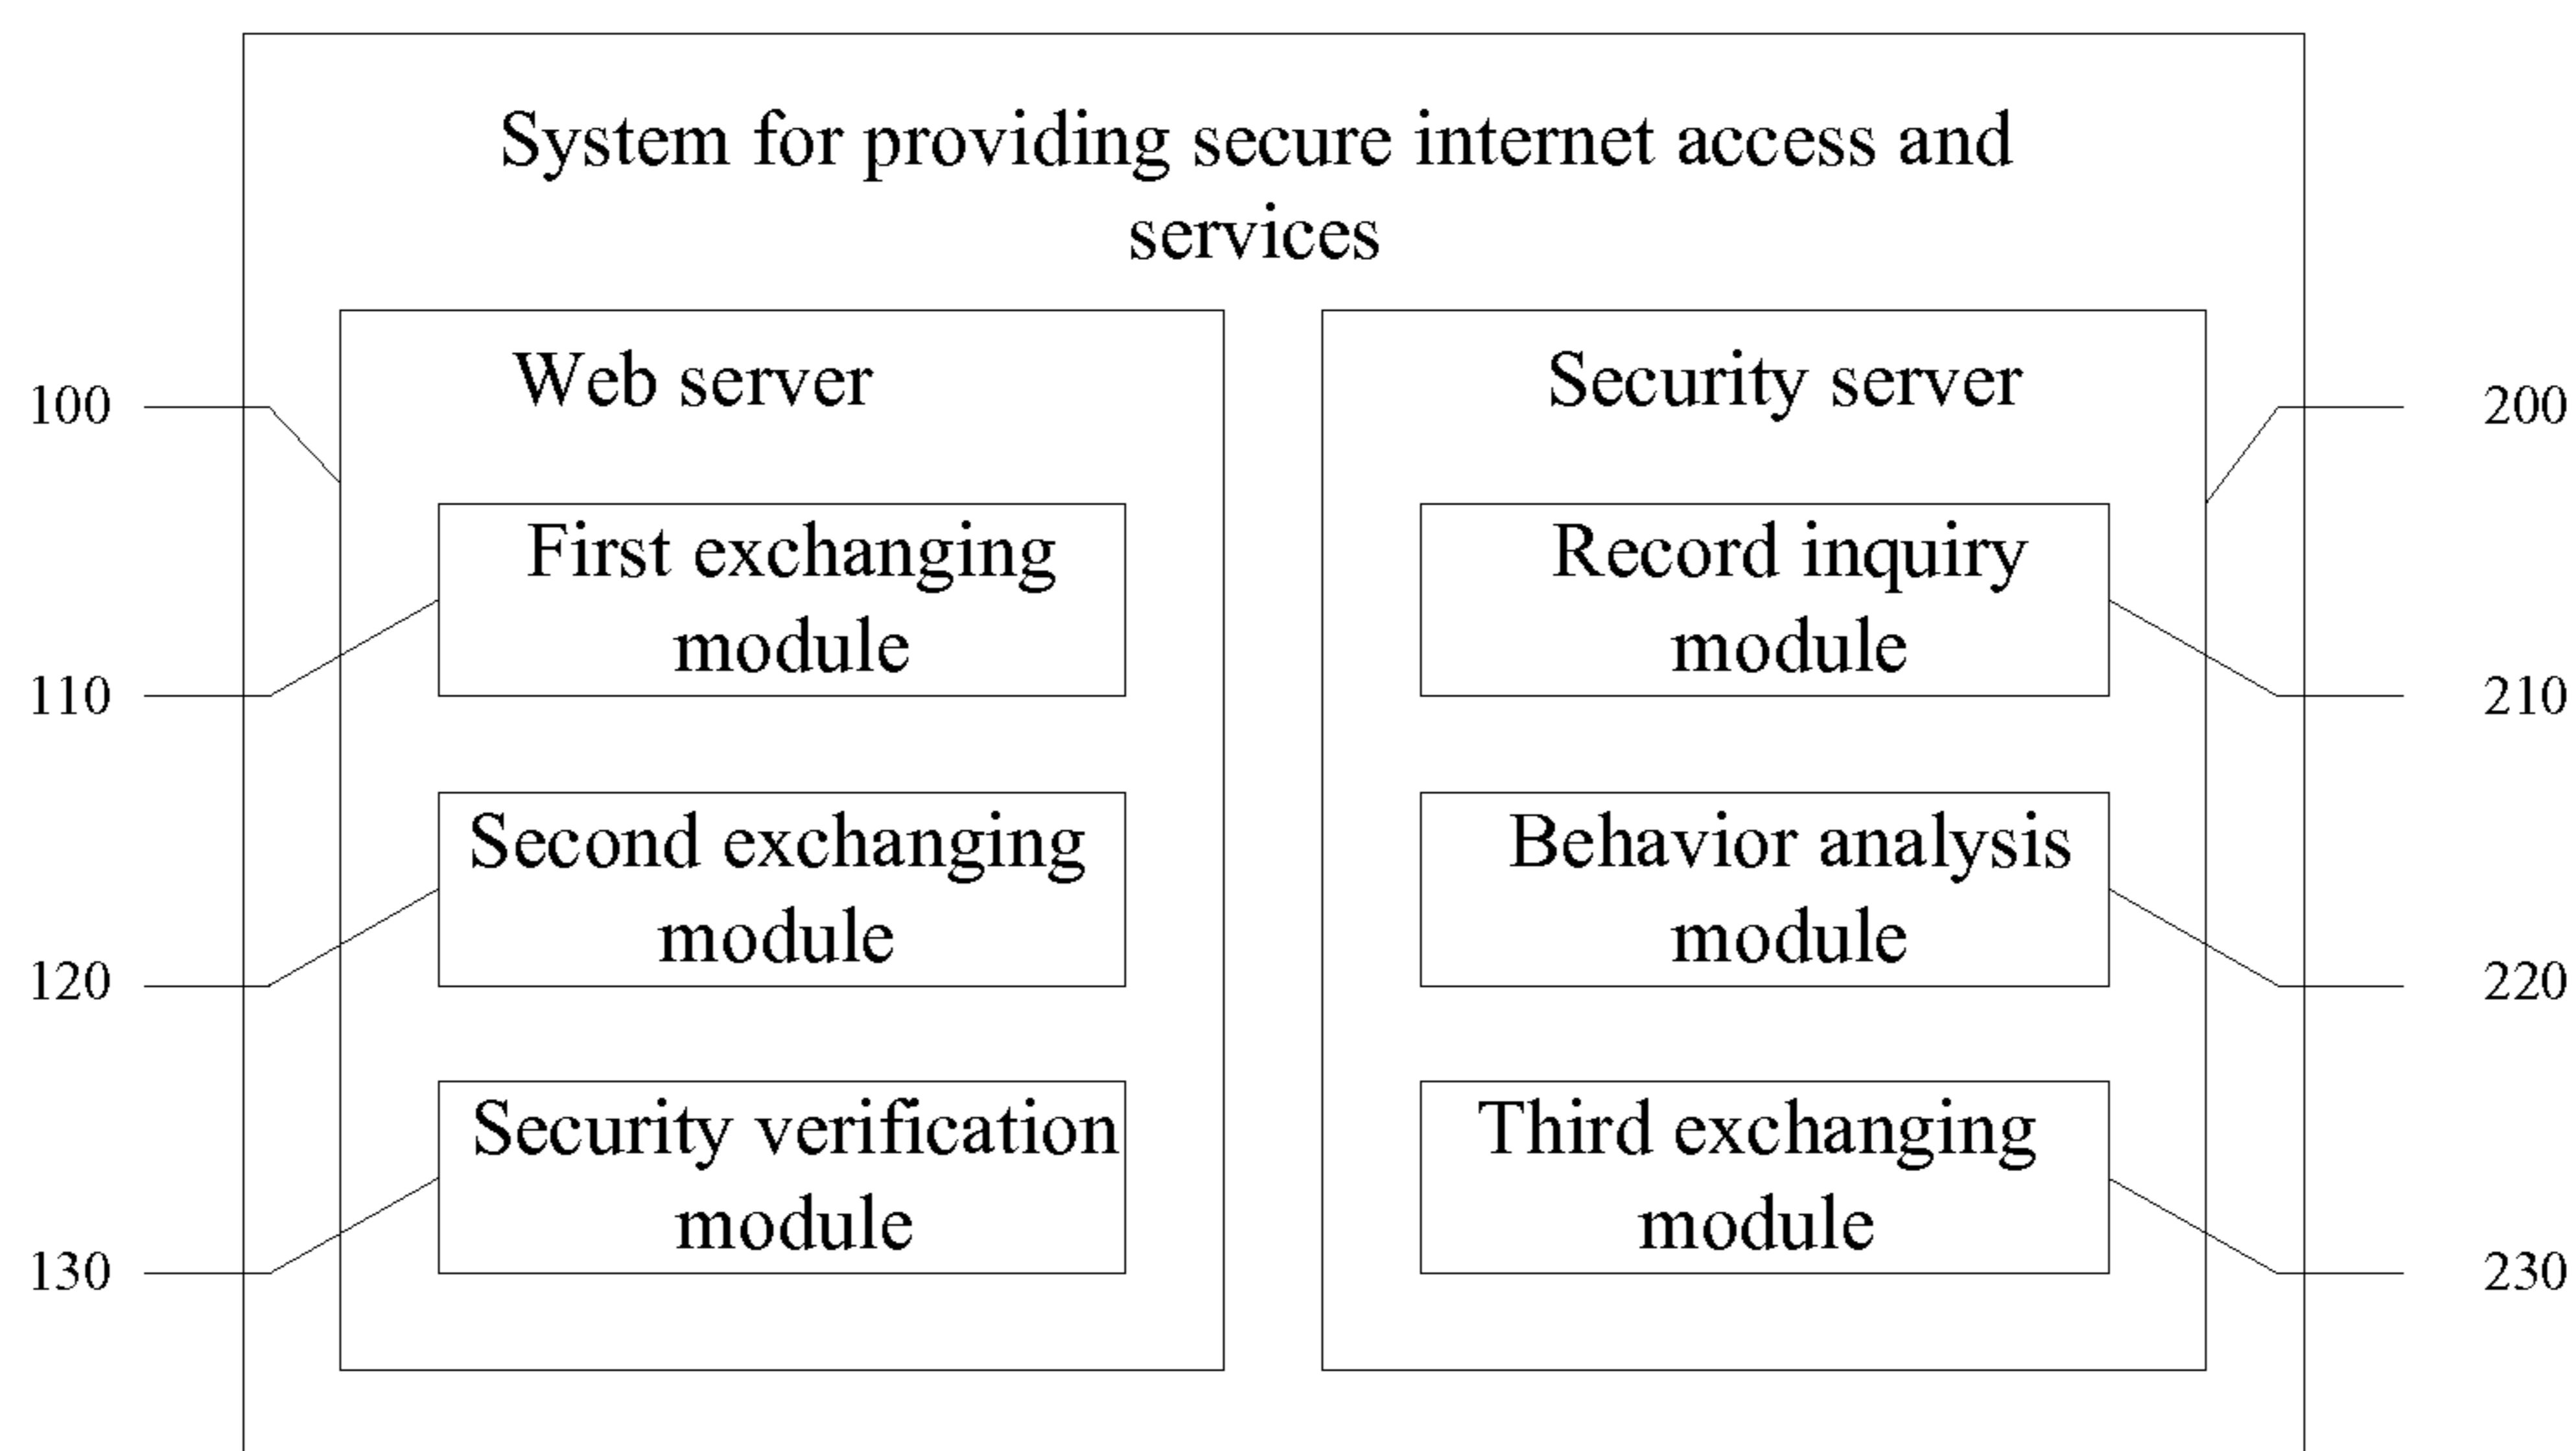 System for providing secure internet access and
services
Web server
100
First exchanging
module
110
Second exchanging
module
120
Security verification
module
130
Security server
200
Record inquiry
module
210
Behavior analysis
module
220
Third exchanging
module
230